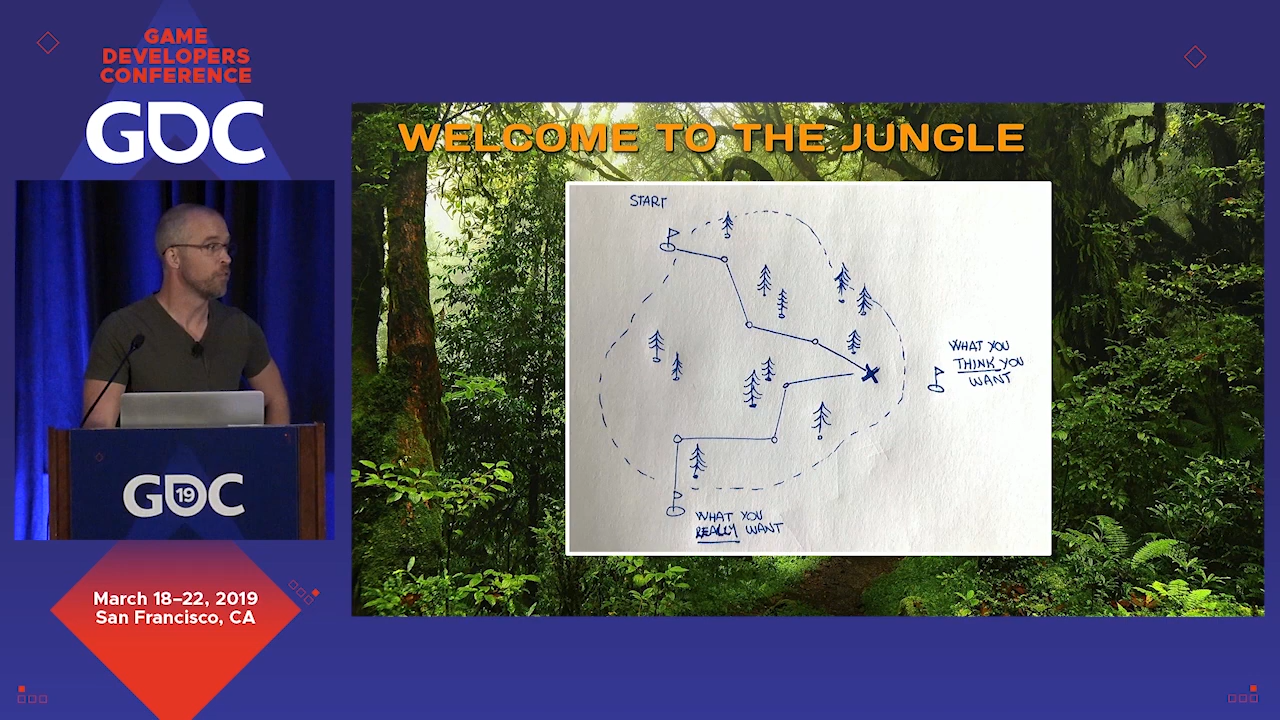 GAME
DEVELOPERS
CONFERENCE
GDC
WELCOME TO THE JUNGLE
START
WHAT YOU
THINK YOU
WANT
WHAT YOU
REALLY WANT
GDC
19
March 18–22, 2019
San Francisco, CA